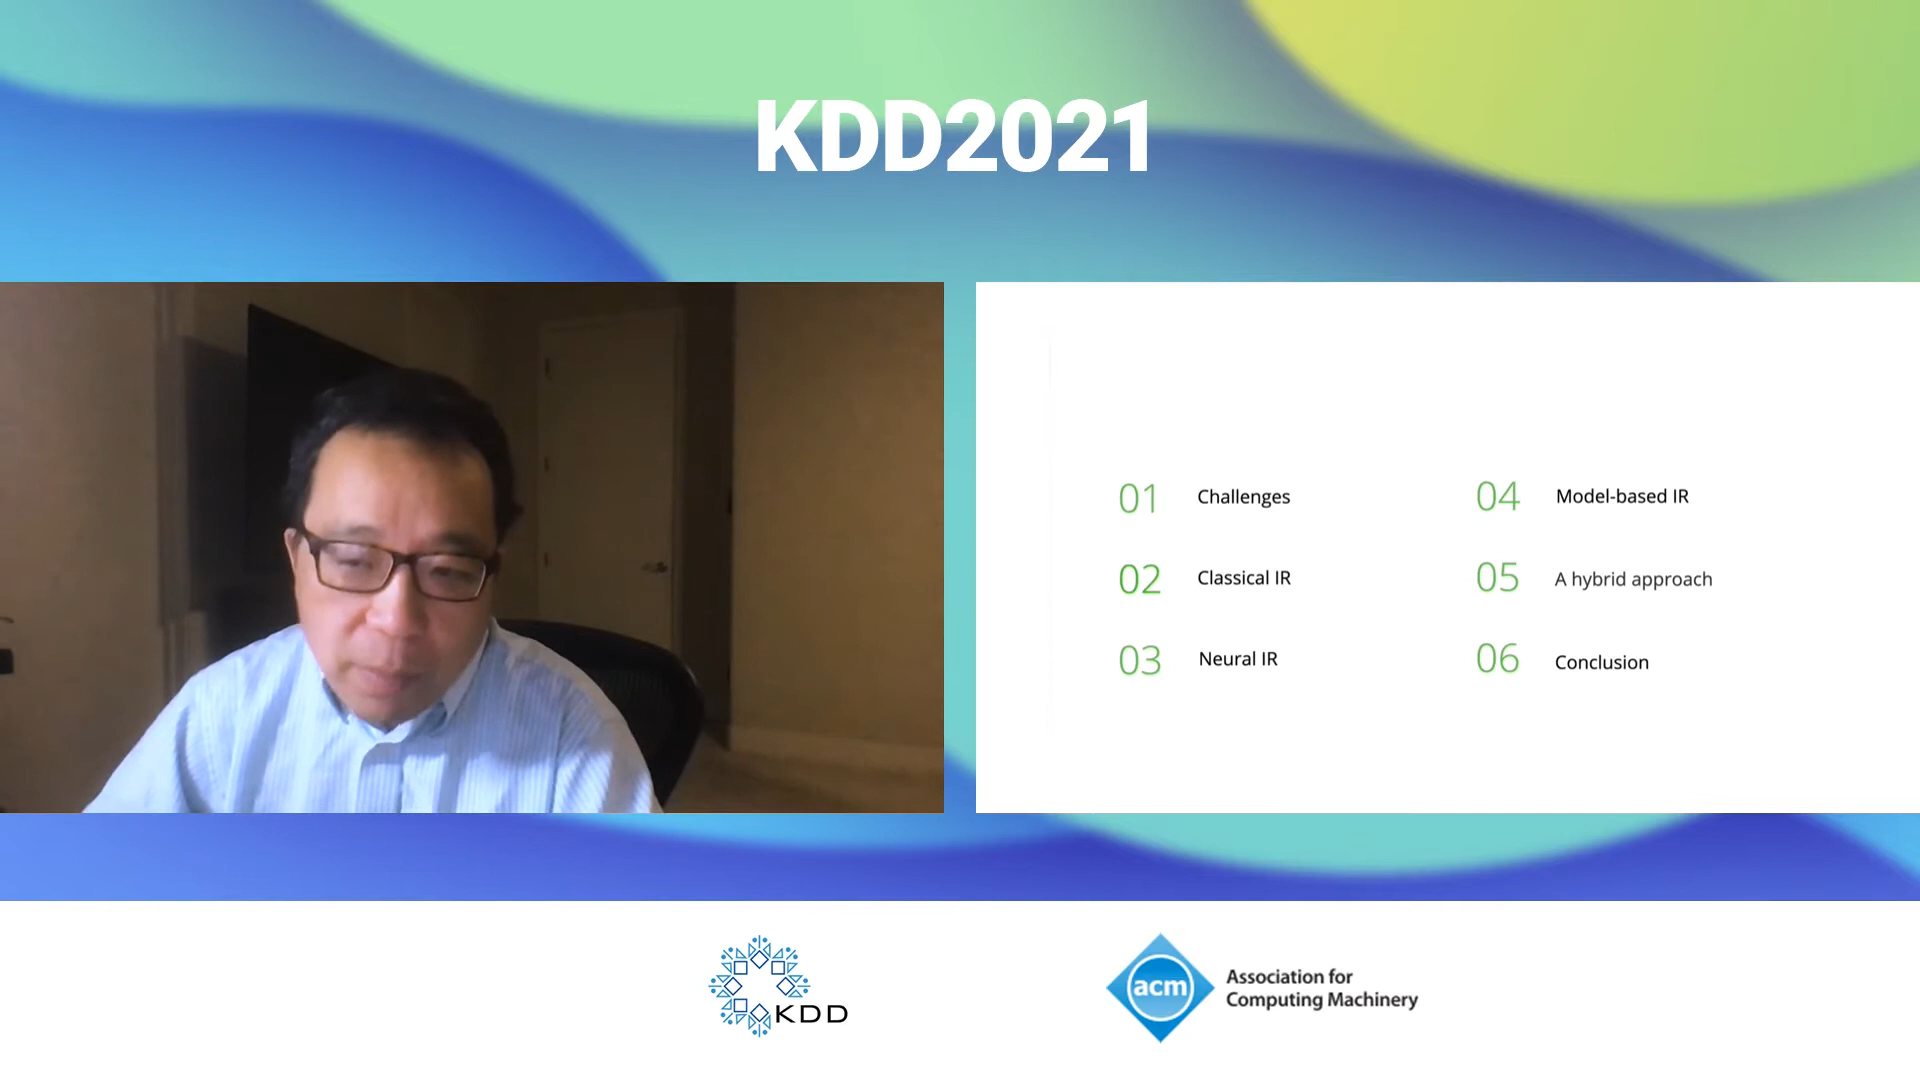 KDD2021
01 Challenges
02 Classical IR
03 Neural IR
04 Model-based IR
05 A hybrid approach
06 Conclusion
KDD
acm
Association for
Computing Machinery